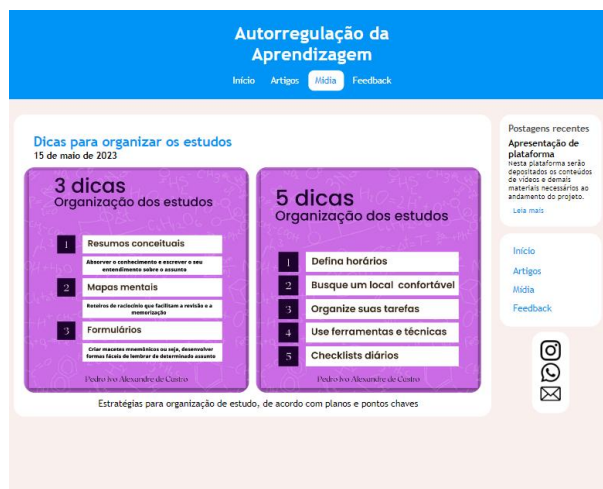 Autorregulação da
Aprendizagem
Início Artigos Mídia Feedback
Dicas para organizar os estudos
15 de maio de 2023
3 dicas
Organização dos estudos
1 Resumos conceituais
Absorver o conhecimento e escrever o seu
entendimento sobre o assunto
2 Mapas mentais
Roteiros de raciocínio que facilitam a revisão e a
memorização
3 Formulários
Criar macetes mnemônicos ou seja, desenvolver
formas fáceis de lembrar do determinado assunto
Pedro Ivo Alexandre de Castro
5 dicas
Organização dos estudos
1 Defina horários
2 Busque um local confortável
3 Organize suas tarefas
4 Use ferramentas e técnicas
5 Checklists diários
Pedro Ivo Alexandre de Castro
Estratégias para organização de estudo, de acordo com planos e pontos chaves
Postagens recentes
Apresentação de
plataforma
Nesta plataforma serão
depositados os conteúdos
de vídeos e demais
materiais necessários ao
andamento do projeto.
Leia mais
Início
Artigos
Mídia
Feedback